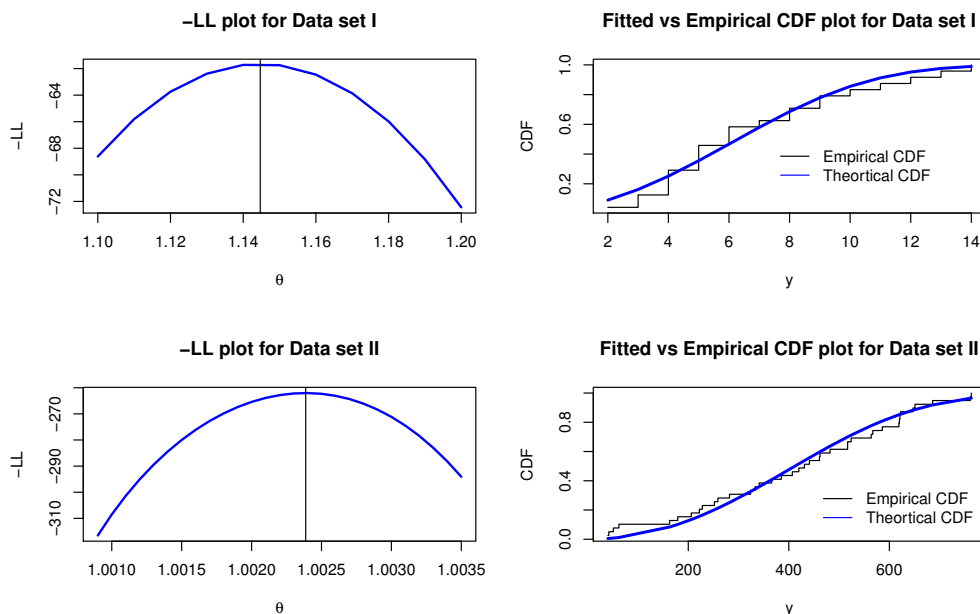 −LL plot for Data set I
−LL
−64
−68
−72
1.10 1.12 1.14 1.16 1.18 1.20
θ
Fitted vs Empirical CDF plot for Data set I
CDF
1.0
0.6
0.2
Empirical CDF
Theortical CDF
2 4 6 8 10 12 14
y
−LL plot for Data set II
−LL
−270
−290
−310
1.0010 1.0015 1.0020 1.0025 1.0030 1.0035
θ
Fitted vs Empirical CDF plot for Data set II
CDF
0.8
0.4
0.0
Empirical CDF
Theortical CDF
200 400 600
y